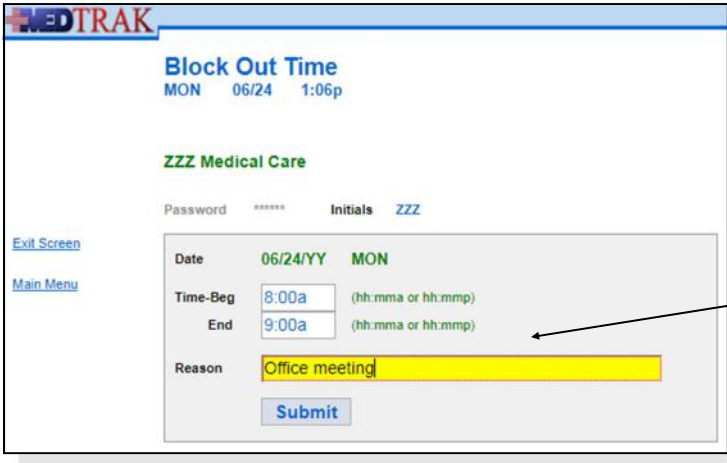 MEDTRAK
Block Out Time
MON 06/24 1:06p
ZZZ Medical Care
Password ****** Initials ZZZ
Exit Screen
Main Menu
Date 06/24/YY MON
Time-Beg 8:00a (hh:mma or hh:mmp)
End 9:00a (hh:mma or hh:mmp)
Reason Office meeting
Submit